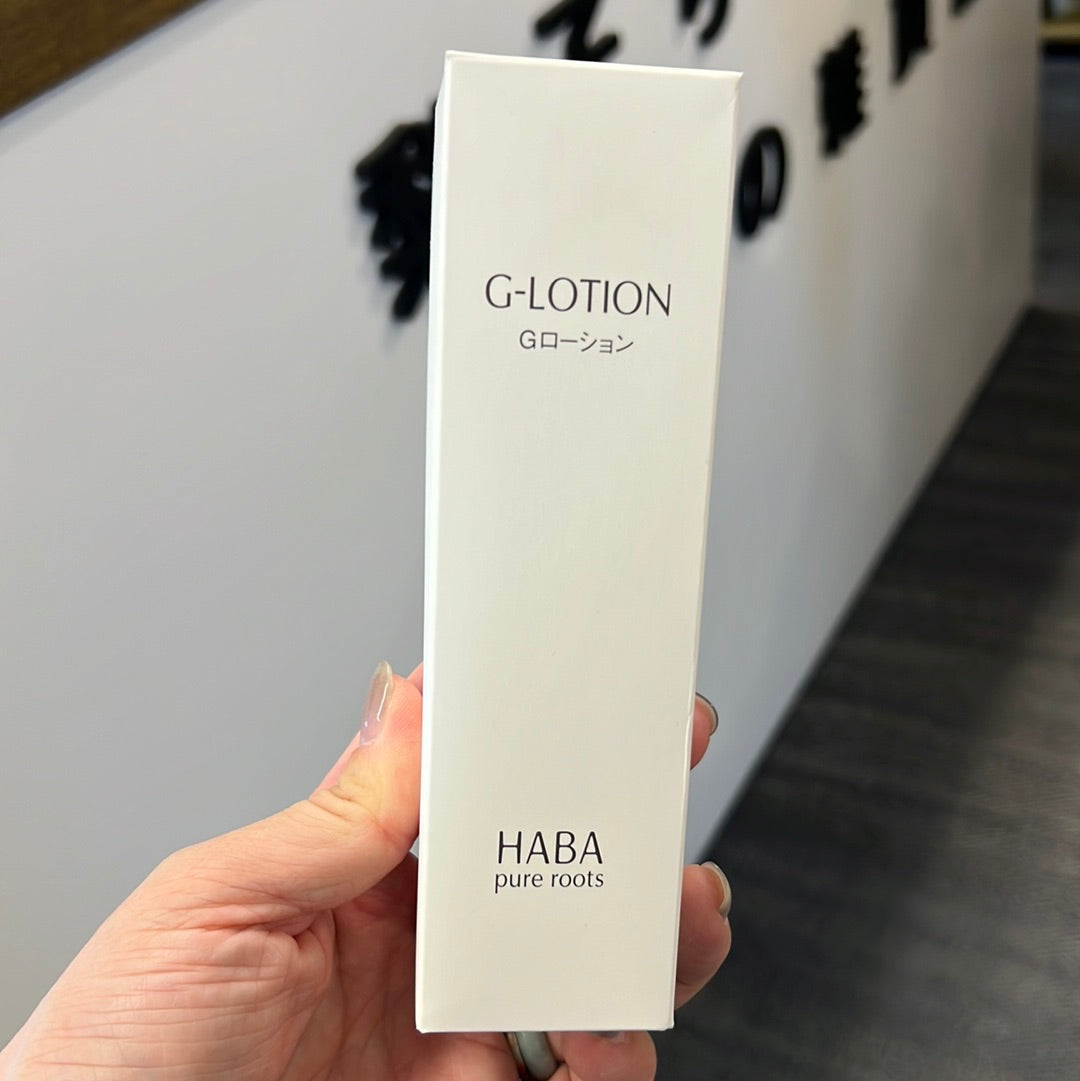 G-LOTION
Gローション
HABA
pure roots